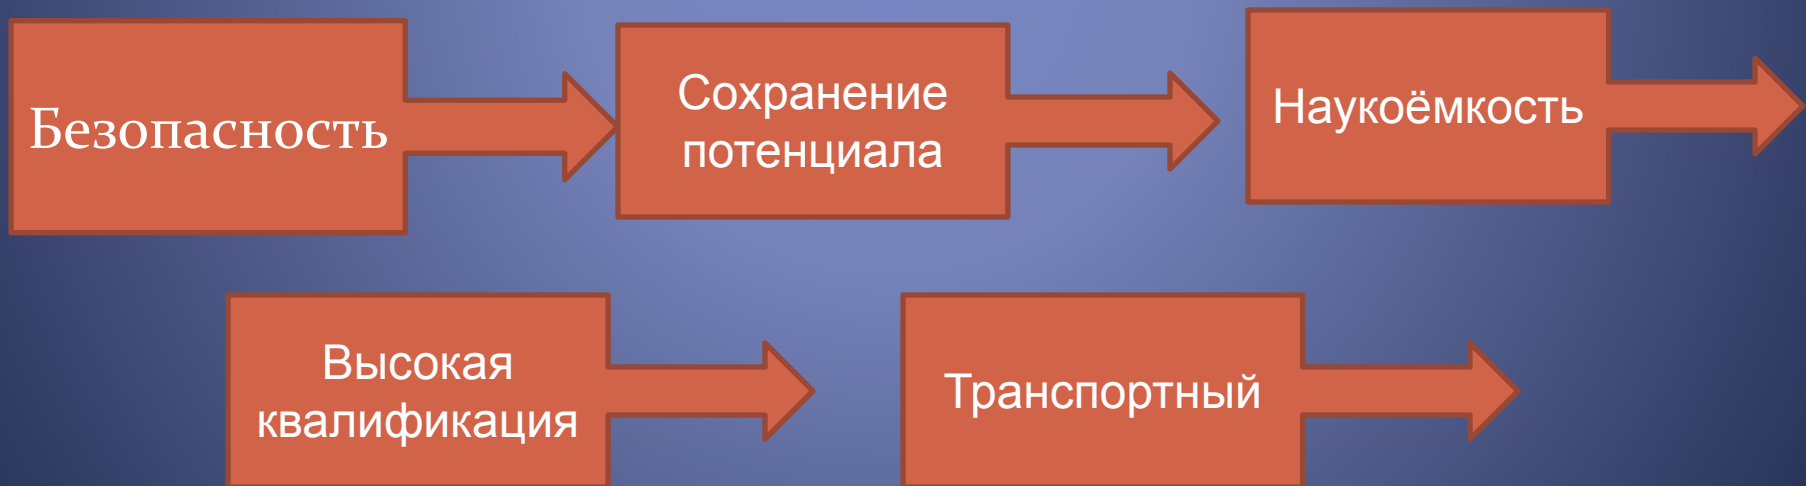 Безопасность
Сохранение
потенциала
Наукоёмкость
Высокая
квалификация
Транспортный